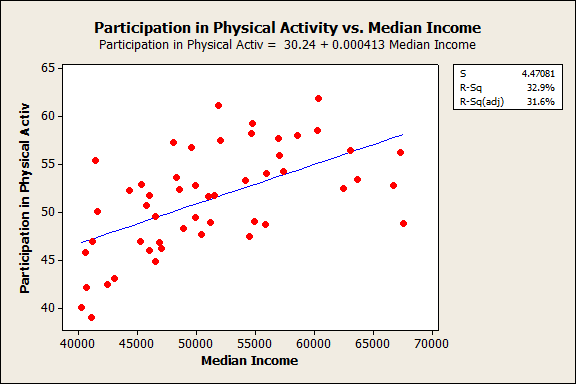 Participation in Physical Activity vs. Median Income
Participation in Physical Activ = 30.24 + 0.000413 Median Income
S 4.47081
R-Sq 32.9%
R-Sq(adj) 31.6%
Participation in Physical Activ
65
60
55
50
45
40
40000 45000 50000 55000 60000 65000 70000
Median Income